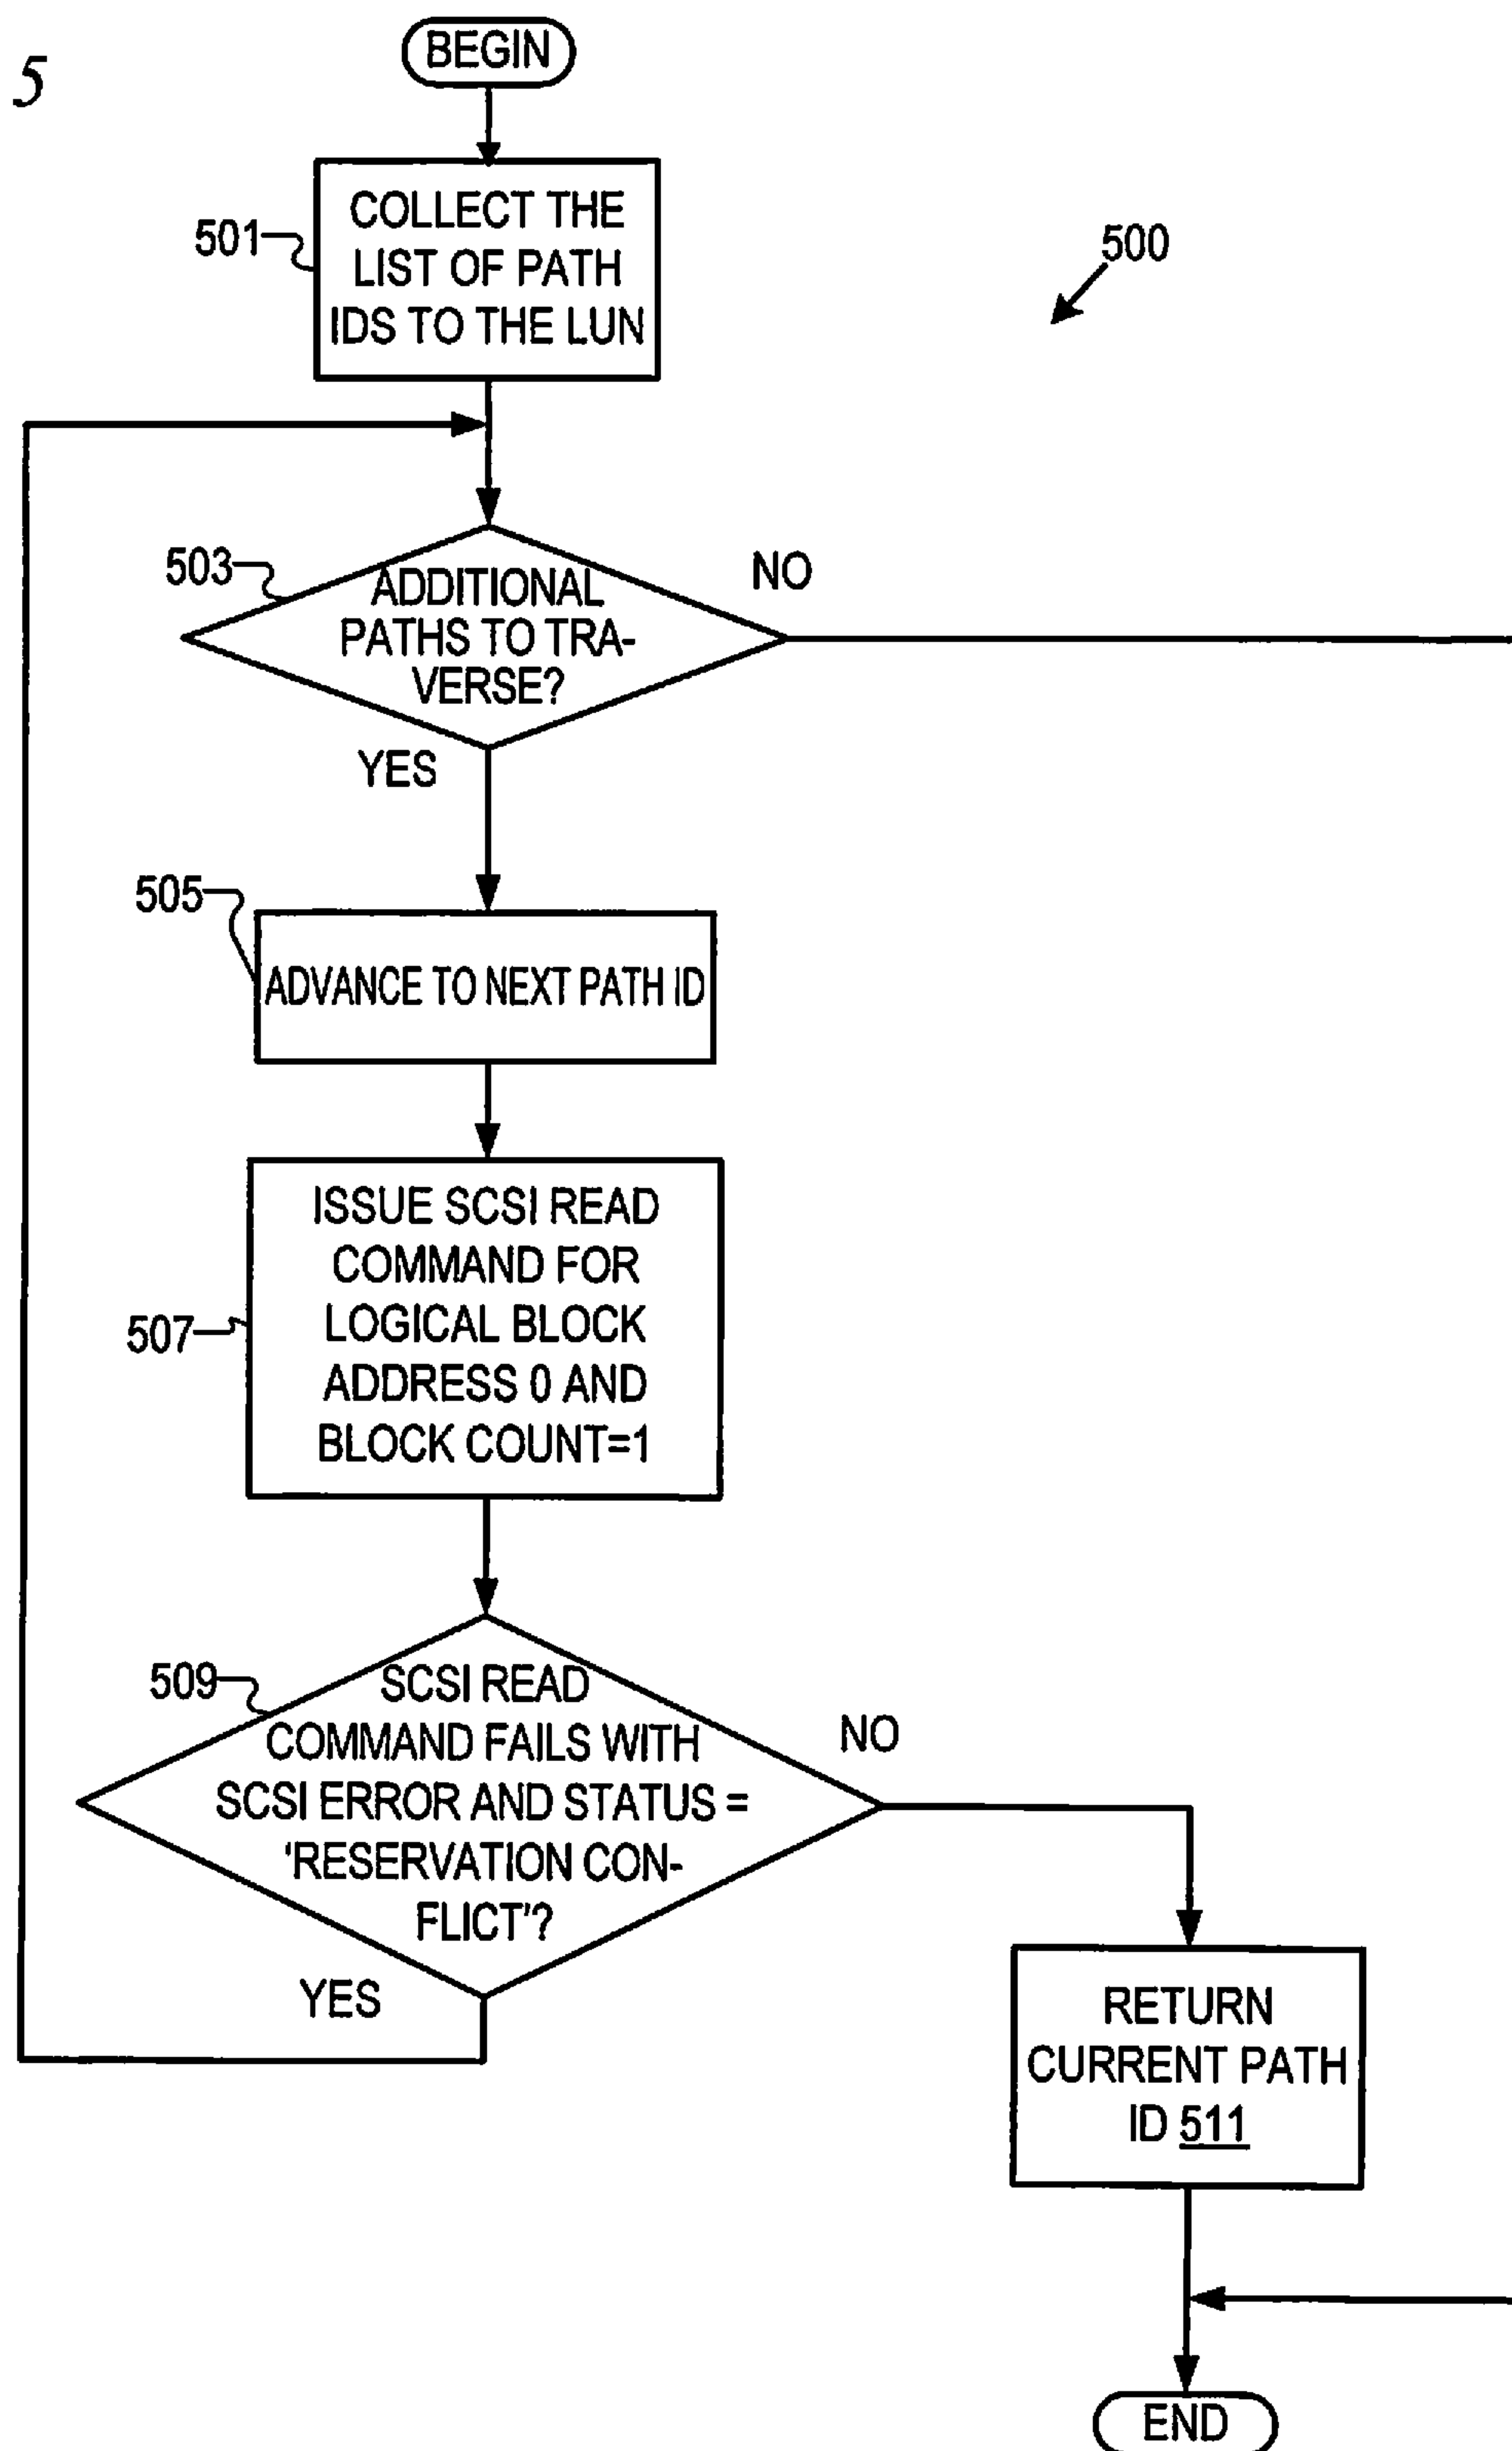 5
BEGIN
501
COLLECT THE
LIST OF PATH
IDS TO THE LUN
500
503
ADDITIONAL
PATHS TO TRA-
VERSE?
NO
YES
505
ADVANCE TO NEXT PATH ID
507
ISSUE SCSI READ
COMMAND FOR
LOGICAL BLOCK
ADDRESS 0 AND
BLOCK COUNT=1
509
SCSI READ
COMMAND FAILS WITH
SCSI ERROR AND STATUS =
'RESERVATION CON-
FLICT'?
NO
YES
RETURN
CURRENT PATH
ID 511
END